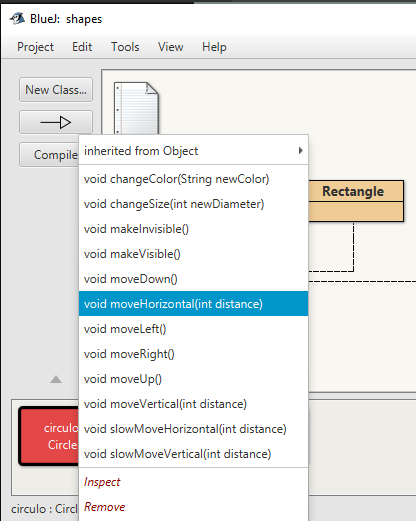 BlueJ: shapes
Project Edit Tools View Help
New Class...
Compile
inherited from Object
void changeColor(String newColor)
void changeSize(int newDiameter)
void makeInvisible()
void makeVisible()
void moveDown()
void moveHorizontal(int distance)
void moveLeft()
void moveRight()
void moveUp()
void moveVertical(int distance)
void slowMoveHorizontal(int distance)
void slowMoveVertical(int distance)
Inspect
Remove
Rectangle
circulo
Circle
circulo : Circl